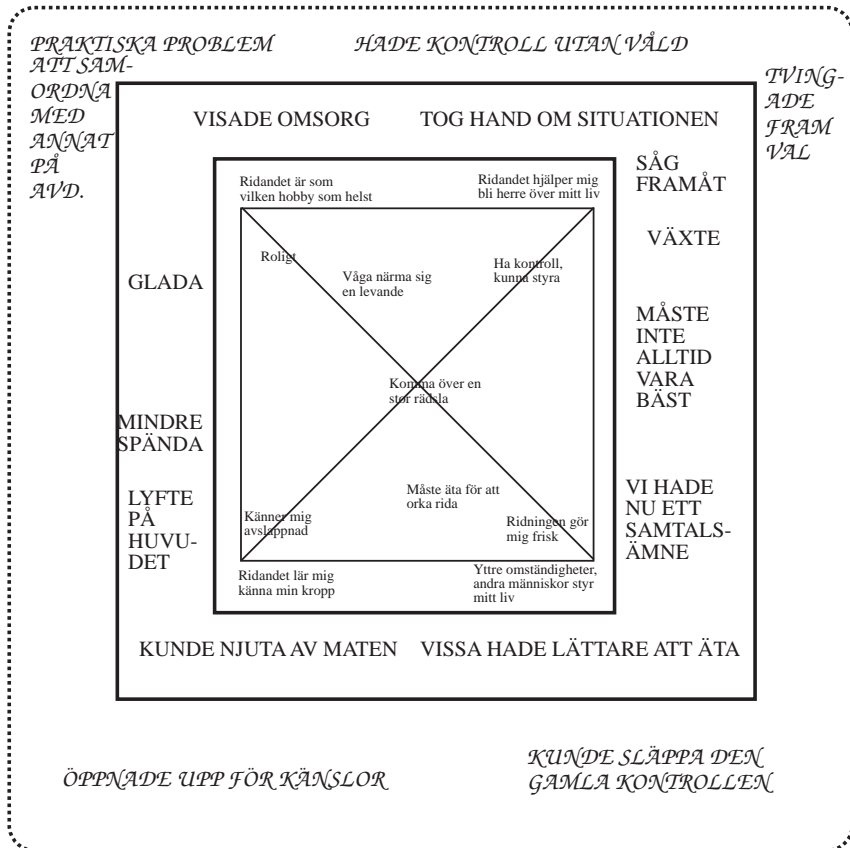 PRAKTISKA PROBLEM
ATT SAM-
ORDNA
MED
ANNAT
PÅ
AVD.
HADE KONTROLL UTAN VÅLD
TVING-
ADE
FRAM
VAL
VISADE OMSORG
TOG HAND OM SITUATIONEN
SÅG
FRAMÅT
VÄXTE
MÅSTE
INTE
ALLTID
VARA
BÄST
VI HADE
NU ETT
SAMTALS-
ÄMNE
GLADA
MINDRE
SPÄNDA
LYFTE
PÅ
HUVU-
DET
Ridandet är som
vilken hobby som helst
Ridandet hjälper mig
bli herre över mitt liv
Roligt
Våga närma sig
en levande
Ha kontroll,
kunna styra
Komma över en
stor rädsla
Måste äta för att
orka rida
Känner mig
avslappnad
Ridningen gör
mig frisk
Ridandet lär mig
känna min kropp
Yttre omständigheter,
andra människor styr
mitt liv
KUNDE NJUTA AV MATEN
VISSA HADE LÄTTARE ATT ÄTA
ÖPPNADE UPP FÖR KÄNSLOR
KUNDE SLÄPPA DEN
GAMLA KONTROLLEN